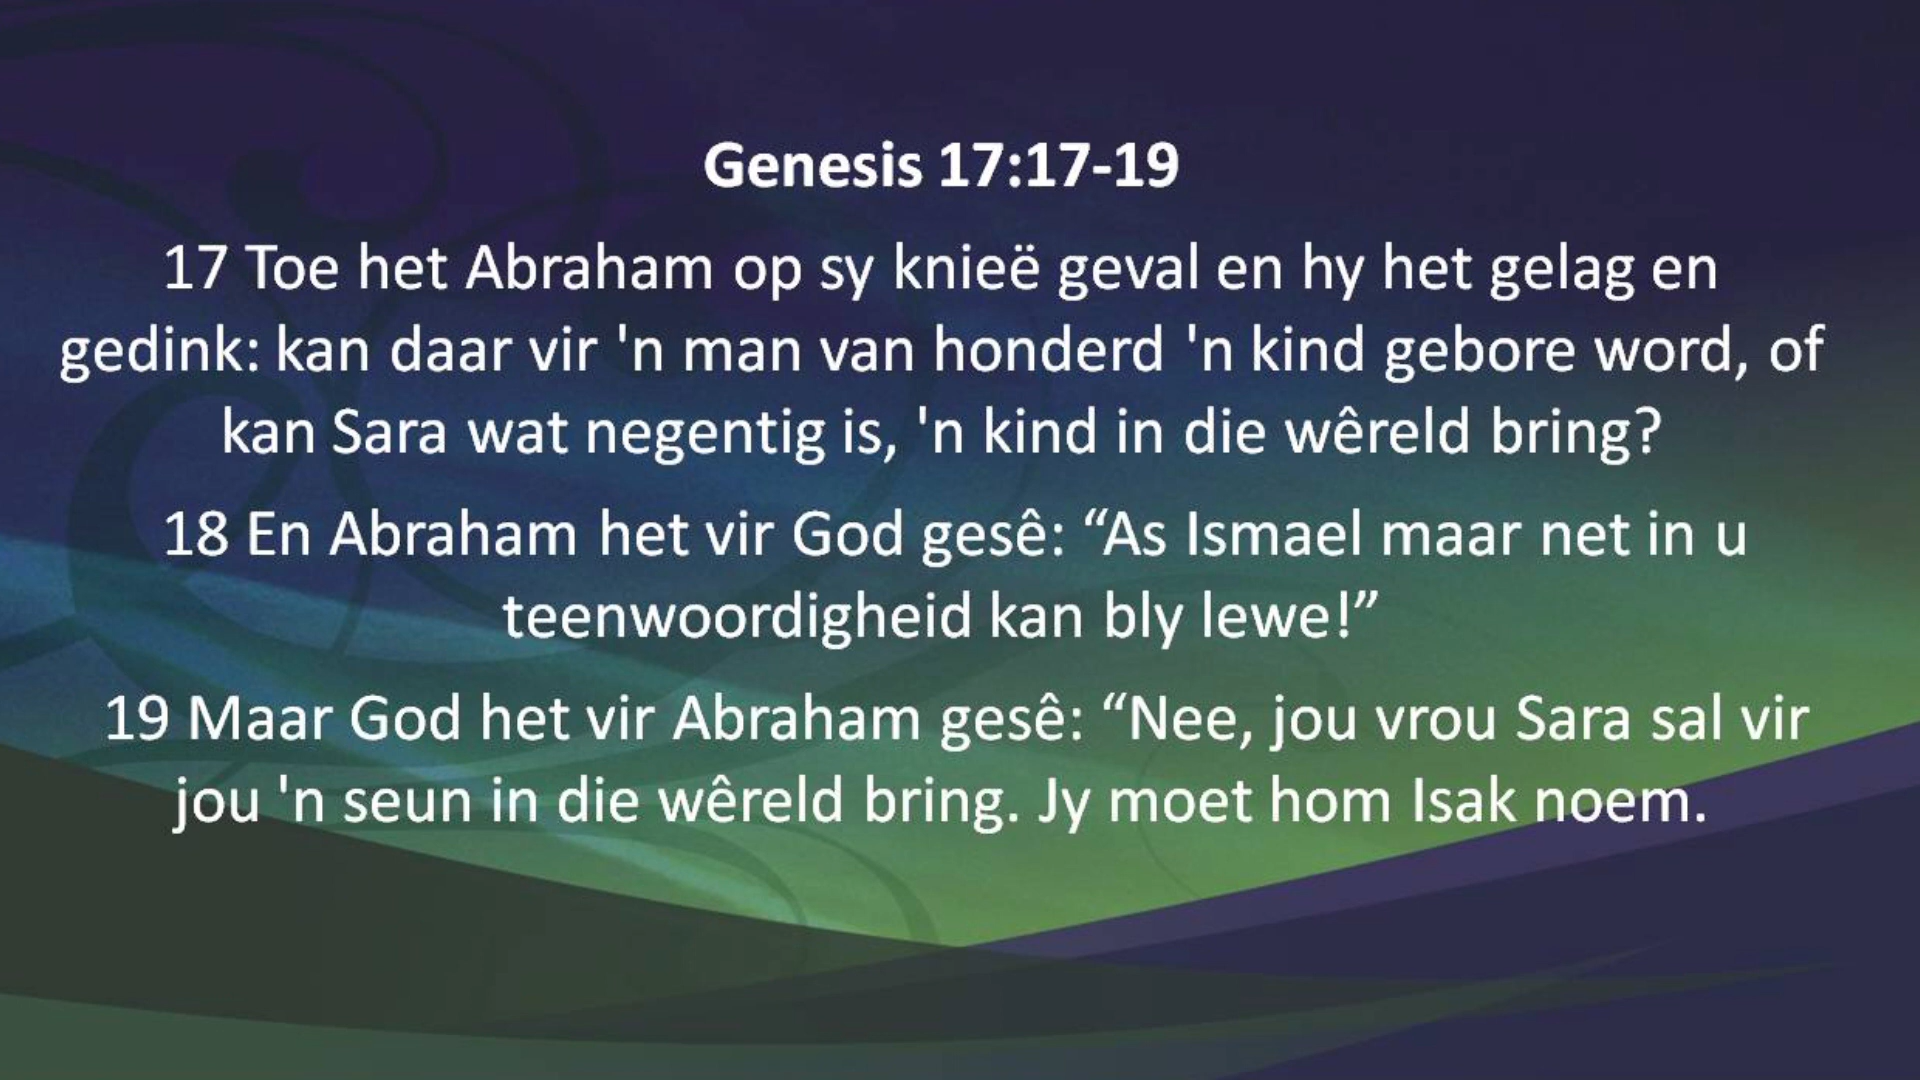 Genesis 17:17-19
17 Toe het Abraham op sy knieë geval en hy het gelag en
gedink: kan daar vir 'n man van honderd 'n kind gebore word, of
kan Sara wat negentig is, 'n kind in die wêreld bring?
18 En Abraham het vir God gesê: “As Ismael maar net in u
teenwoordigheid kan bly lewe!”
19 Maar God het vir Abraham gesê: “Nee, jou vrou Sara sal vir
jou 'n seun in die wêreld bring. Jy moet hom Isak noem.